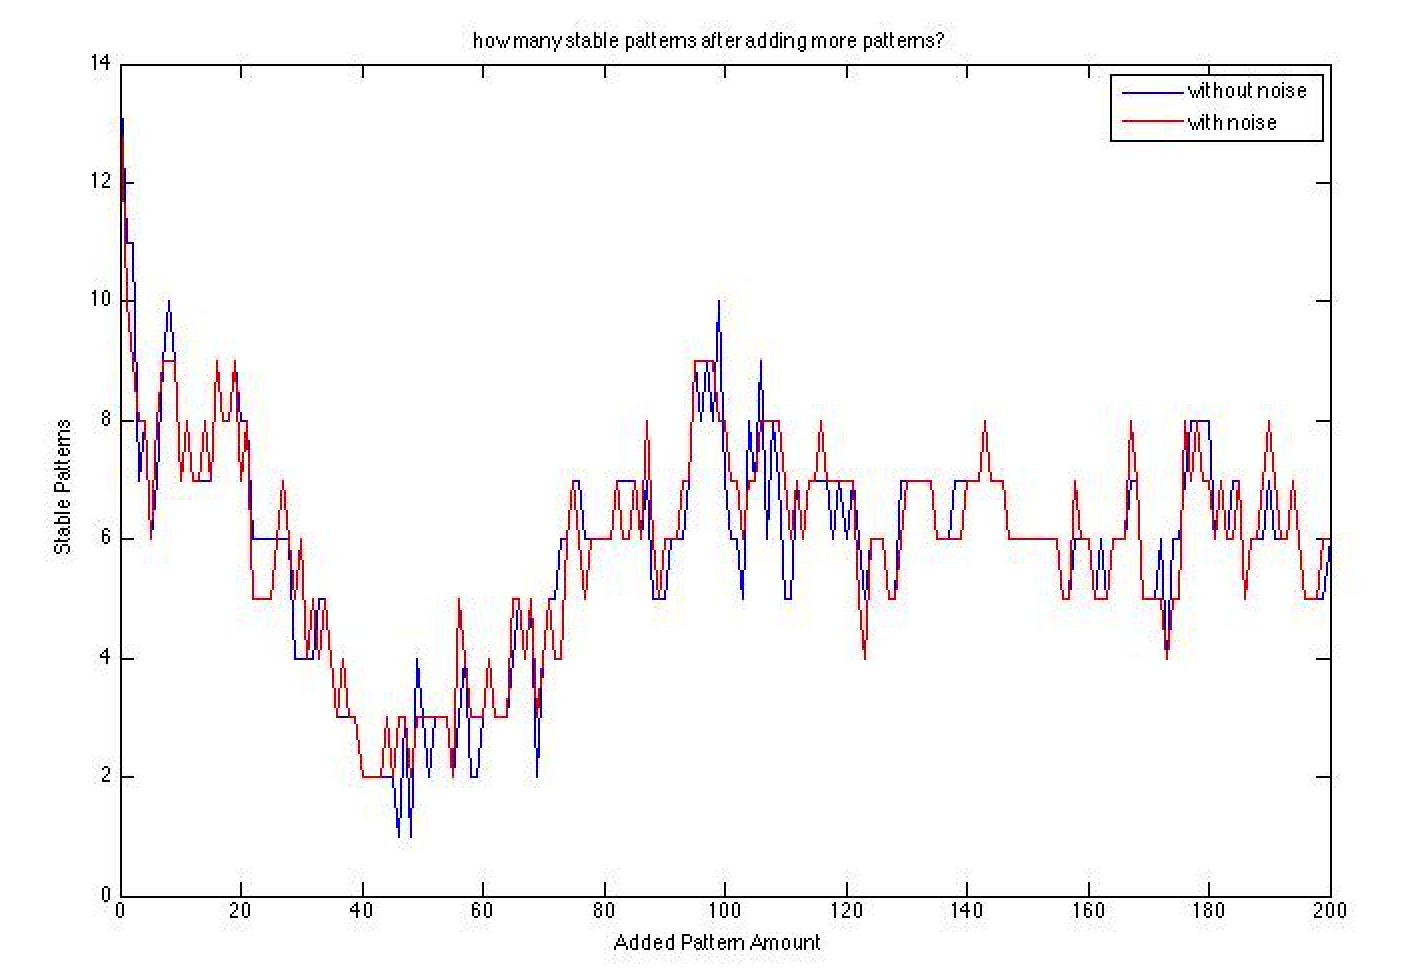 how many stable patterns after adding more patterns?
14
12
10
8
6
4
2
0
Stable Patterns
without noise
with noise
0 20 40 60 80 100 120 140 160 180 200
Added Pattern Amount